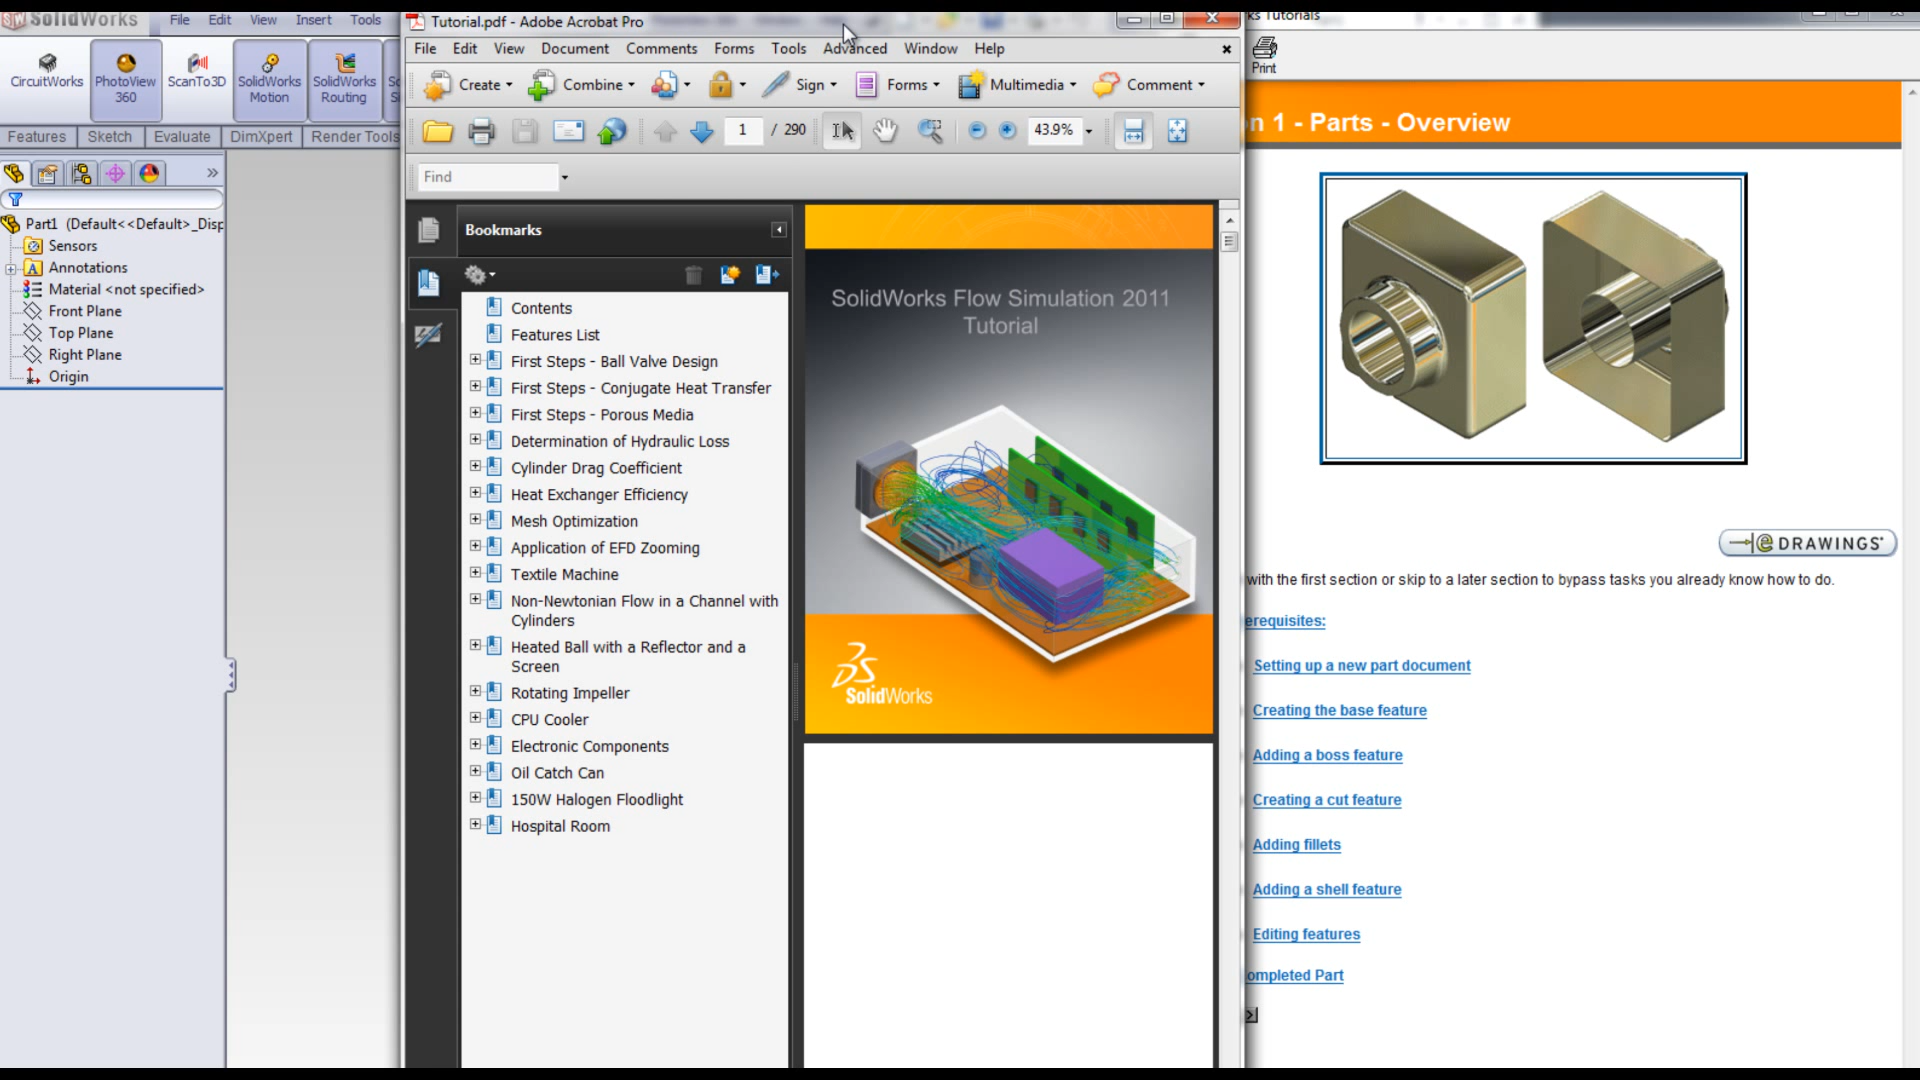 SolidWorks
File Edit View Insert Tools
CircuitWorks
PhotoView
360
ScanTo3D
SolidWorks
Motion
SolidWorks
Routing
Features Sketch Evaluate DimXpert Render Tools
Part1 (Default<<Default>_Disp
Sensors
Annotations
Material <not specified>
Front Plane
Top Plane
Right Plane
Origin
Tutorial.pdf - Adobe Acrobat Pro
File Edit View Document Comments Forms Tools Advanced Window Help
Create Combine Sign Forms Multimedia Comment
1 / 290 43.9%
Find
Bookmarks
Contents
Features List
First Steps - Ball Valve Design
First Steps - Conjugate Heat Transfer
First Steps - Porous Media
Determination of Hydraulic Loss
Cylinder Drag Coefficient
Heat Exchanger Efficiency
Mesh Optimization
Application of EFD Zooming
Textile Machine
Non-Newtonian Flow in a Channel with
Cylinders
Heated Ball with a Reflector and a
Screen
Rotating Impeller
CPU Cooler
Electronic Components
Oil Catch Can
150W Halogen Floodlight
Hospital Room
SolidWorks Flow Simulation 2011
Tutorial
SolidWorks
ks Tutorials
Print
n 1 - Parts - Overview
eDRAWINGS
with the first section or skip to a later section to bypass tasks you already know how to do.
erequisites:
Setting up a new part document
Creating the base feature
Adding a boss feature
Creating a cut feature
Adding fillets
Adding a shell feature
Editing features
ompleted Part